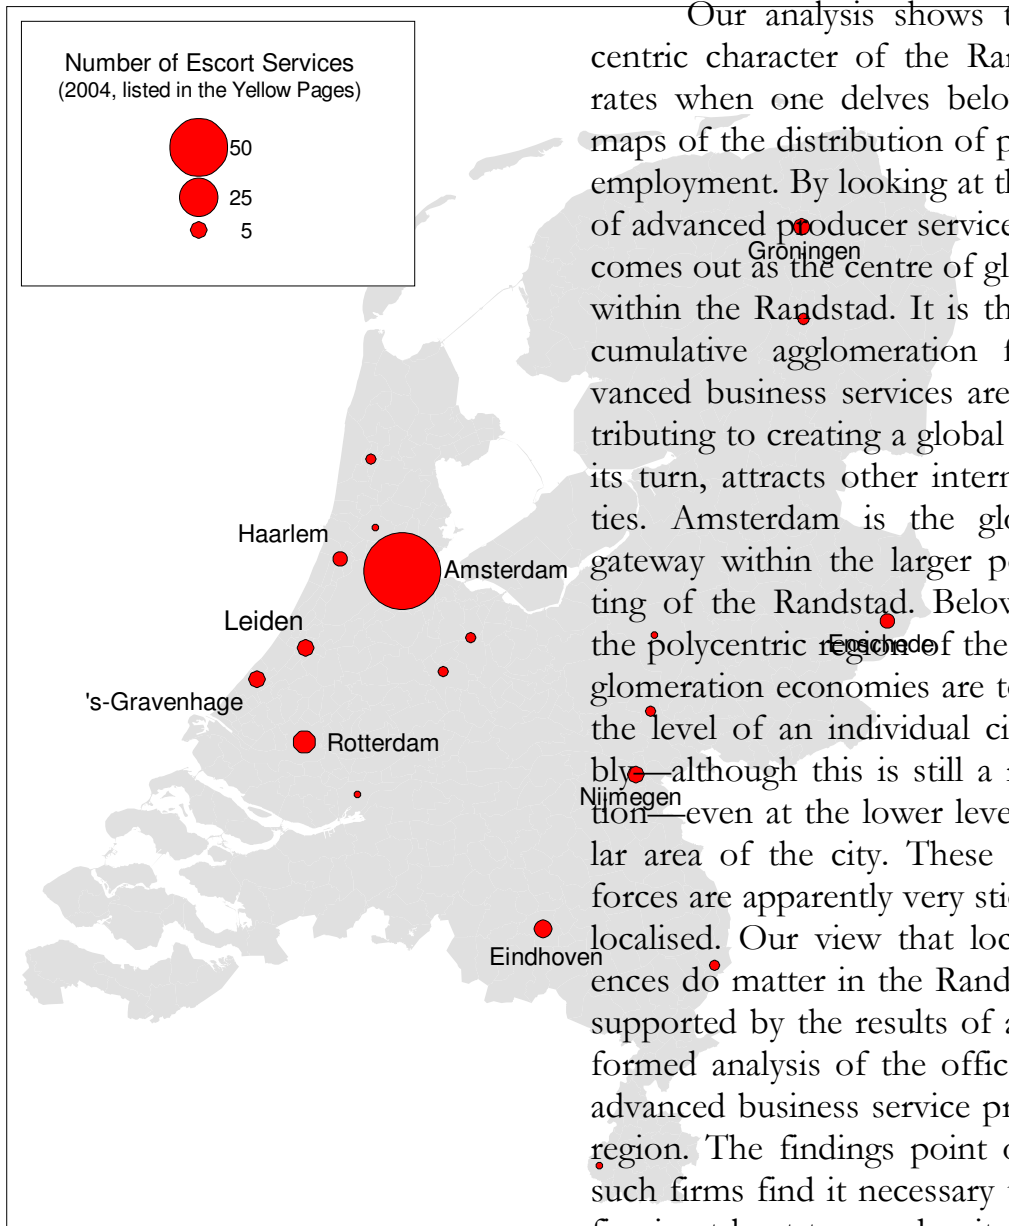 Number of Escort Services
(2004, listed in the Yellow Pages)
50
25
5
Groningen
Haarlem
Amsterdam
Leiden
Enschede
's-Gravenhage
Rotterdam
Nijmegen
Eindhoven
Our analysis shows t
centric character of the Ran
rates when one delves belo
maps of the distribution of p
employment. By looking at th
of advanced producer service
comes out as the centre of gl
within the Randstad. It is th
cumulative agglomeration f
vanced business services are
tributing to creating a global
its turn, attracts other intern
ties. Amsterdam is the glo
gateway within the larger po
ting of the Randstad. Below
the polycentric region of the
glomeration economies are to
the level of an individual ci
bly—although this is still a
tion—even at the lower leve
lar area of the city. These
forces are apparently very stic
localised. Our view that loc
ences do matter in the Rand
supported by the results of a
formed analysis of the offic
advanced business service pr
region. The findings point o
such firms find it necessary